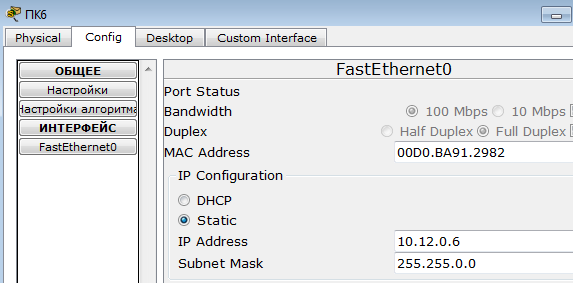 ПК6
Physical Config Desktop Custom Interface
ОБЩЕЕ
Настройки
Настройки алгоритма
ИНТЕРФЕЙС
FastEthernet0
FastEthernet0
Port Status
Bandwidth 100 Mbps 10 Mbps
Duplex Half Duplex Full Duplex
MAC Address 00D0.BA91.2982
IP Configuration
DHCP
Static
IP Address 10.12.0.6
Subnet Mask 255.255.0.0